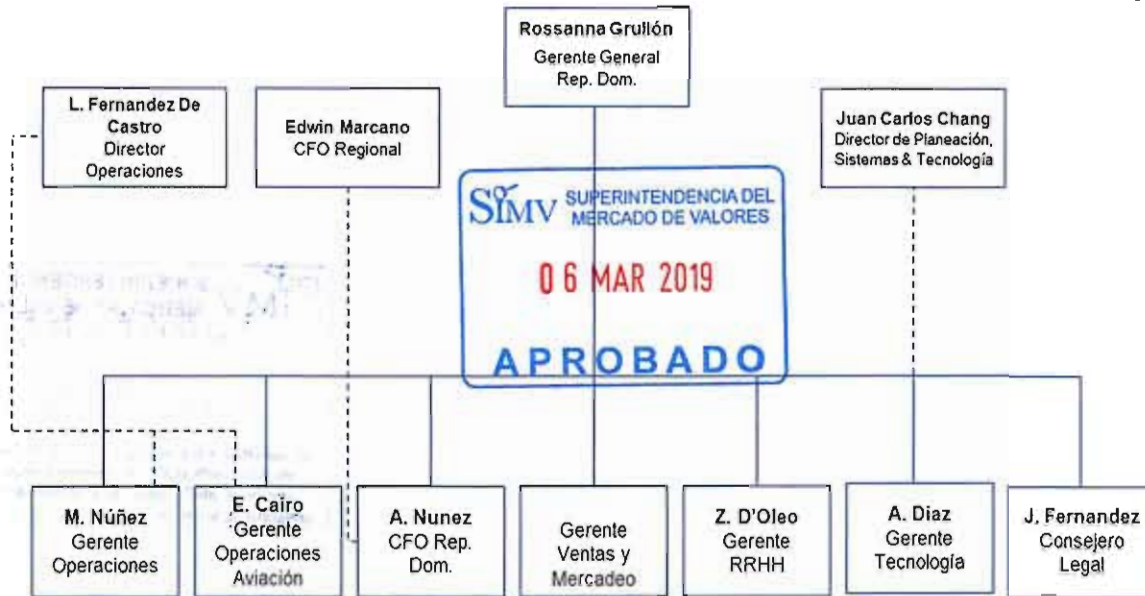 Rossanna Grullón
Gerente General
Rep. Dom.
L. Fernandez De
Castro
Director
Operaciones
Edwin Marcano
CFO Regional
Juan Carlos Chang
Director de Planeación,
Sistemas & Tecnología
SIMV SUPERINTENDENCIA DEL
MERCADO DE VALORES
06 MAR 2019
APROBADO
M. Núñez
Gerente
Operaciones
E. Cairo
Gerente
Operaciones
Aviación
A. Nunez
CFO Rep.
Dom.
Gerente
Ventas y
Mercadeo
Z. D'Oleo
Gerente
RRHH
A. Diaz
Gerente
Tecnología
J. Fernandez
Consejero
Legal